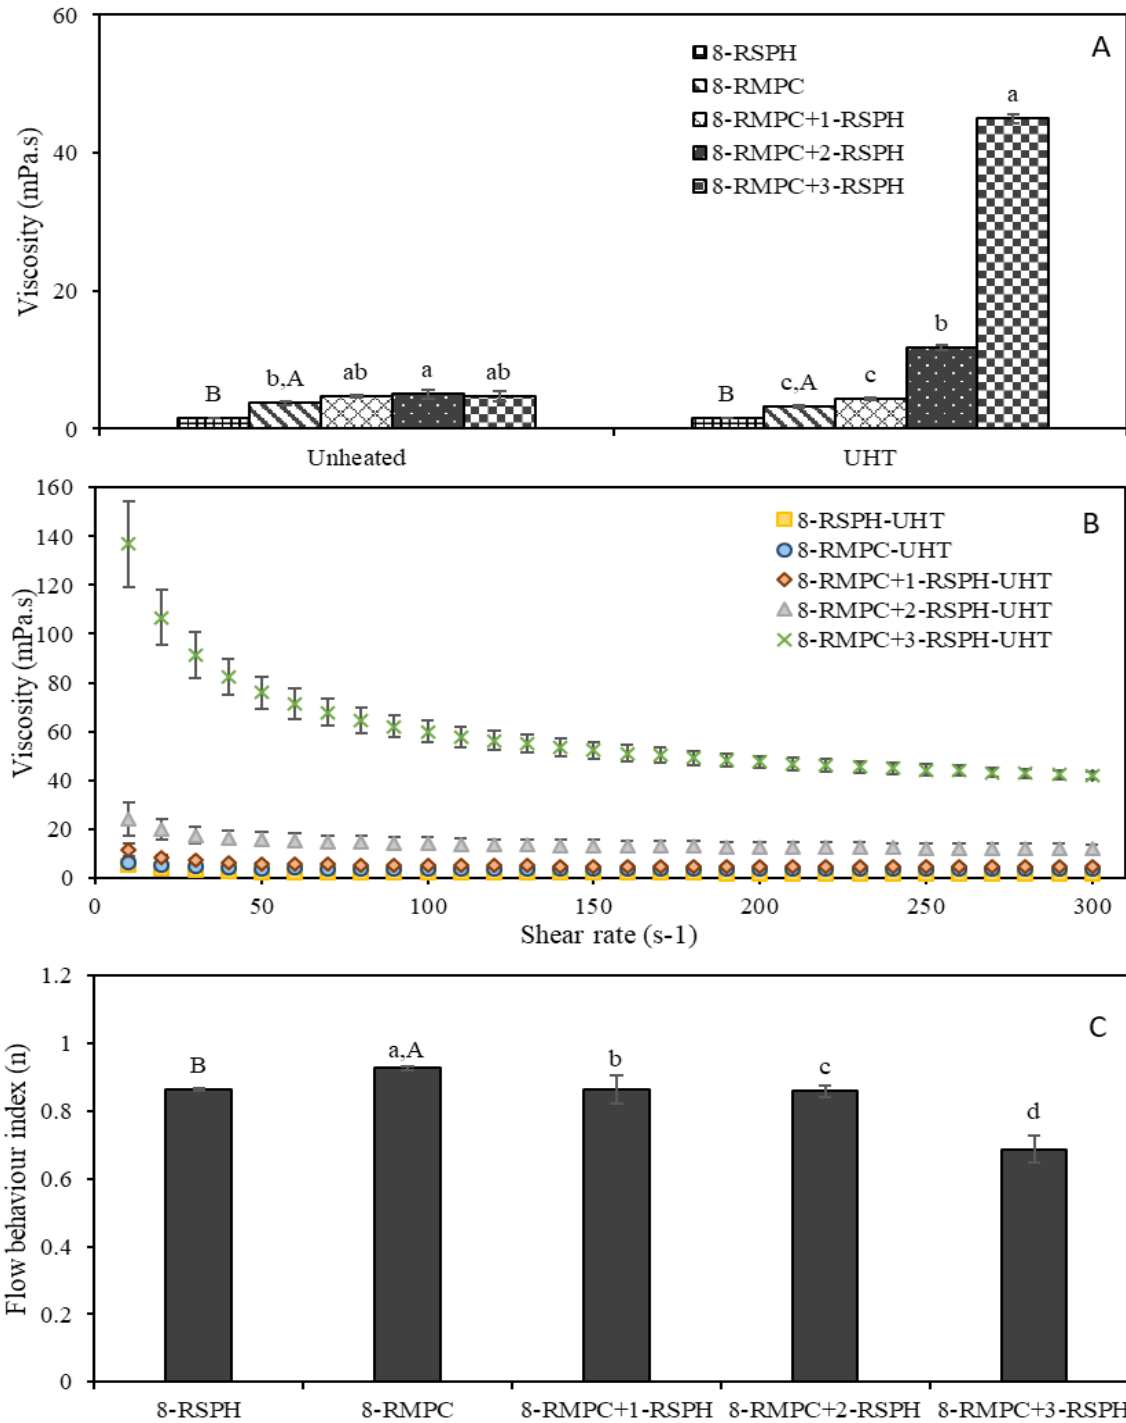 60
A
8-RSPH
8-RMPC
8-RMPC+1-RSPH
8-RMPC+2-RSPH
8-RMPC+3-RSPH
Viscosity (mPa.s)
40
20
0
B
b,A
ab
a
ab
B
c,A
c
b
a
Unheated
UHT
160
B
8-RSPH-UHT
8-RMPC-UHT
8-RMPC+1-RSPH-UHT
8-RMPC+2-RSPH-UHT
8-RMPC+3-RSPH-UHT
Viscosity (mPa.s)
140
120
100
80
60
40
20
0
0 50 100 150 200 250 300
Shear rate (s-1)
1.2
C
Flow behaviour index (n)
1
0.8
0.6
0.4
0.2
0
B
a,A
b
c
d
8-RSPH 8-RMPC 8-RMPC+1-RSPH 8-RMPC+2-RSPH 8-RMPC+3-RSPH